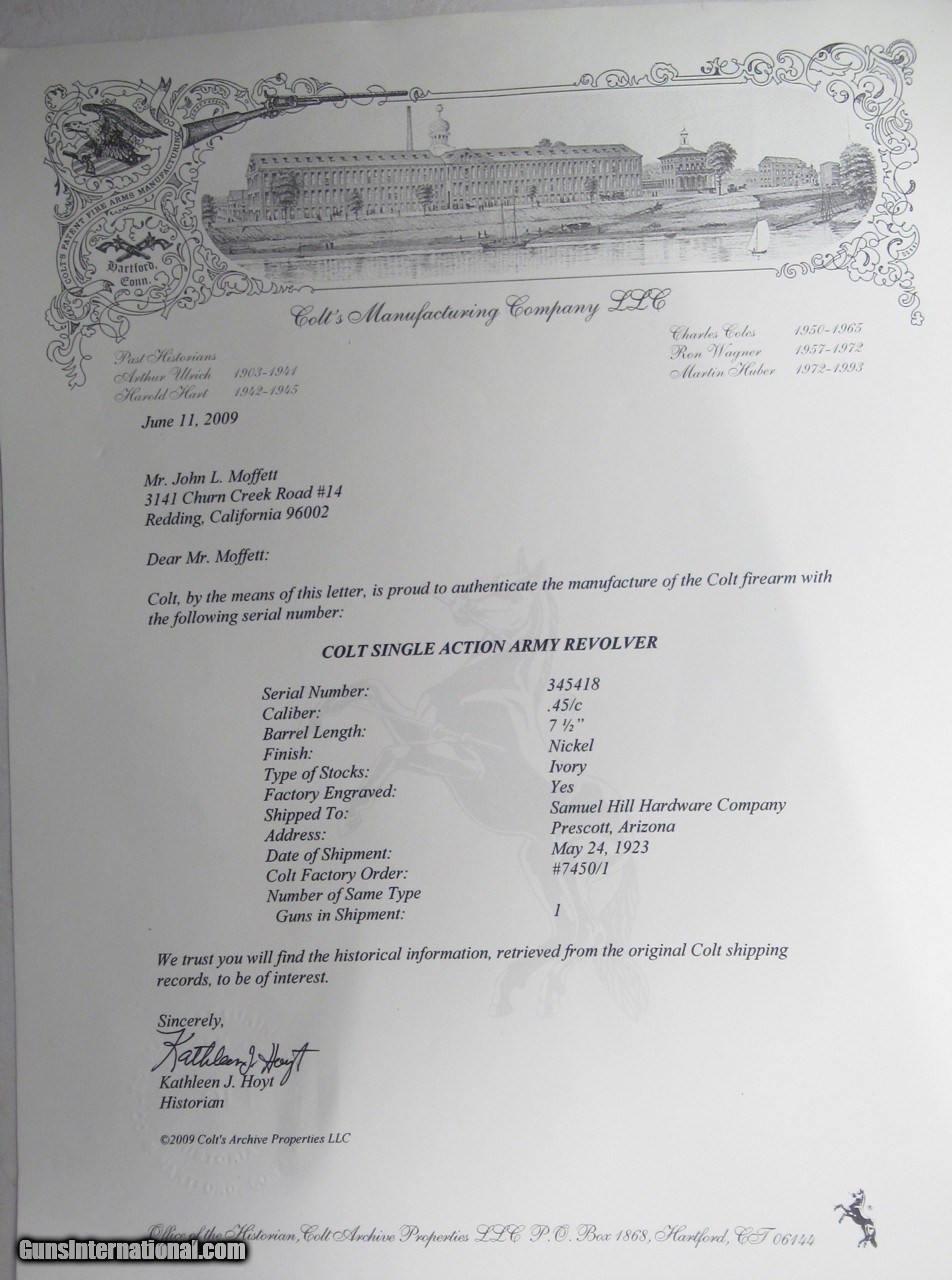 COLT'S PATENT FIRE ARMS MANUFACTURING
Hartford,
Conn.
Colt's Manufacturing Company LLC
Past Historians
Arthur Ulrich 1903-1941
Harold Hart 1942-1945
Charles Coles 1950-1965
Ron Wagner 1957-1972
Martin Huber 1972-1993
June 11, 2009
Mr. John L. Moffett
3141 Churn Creek Road #14
Redding, California 96002
Dear Mr. Moffett:
Colt, by the means of this letter, is proud to authenticate the manufacture of the Colt firearm with
the following serial number:
COLT SINGLE ACTION ARMY REVOLVER
Serial Number: 345418
Caliber: .45/c
Barrel Length: 7 ½"
Finish: Nickel
Type of Stocks: Ivory
Factory Engraved: Yes
Shipped To: Samuel Hill Hardware Company
Address: Prescott, Arizona
Date of Shipment: May 24, 1923
Colt Factory Order: #7450/1
Number of Same Type
Guns in Shipment: 1
We trust you will find the historical information, retrieved from the original Colt shipping
records, to be of interest.
Sincerely,
Kathleen J. Hoyt
Kathleen J. Hoyt
Historian
©2009 Colt's Archive Properties LLC
Office of the Historian, Colt Archive Properties LLC P.O. Box 1868, Hartford, CT 06144
GunsInternational.com